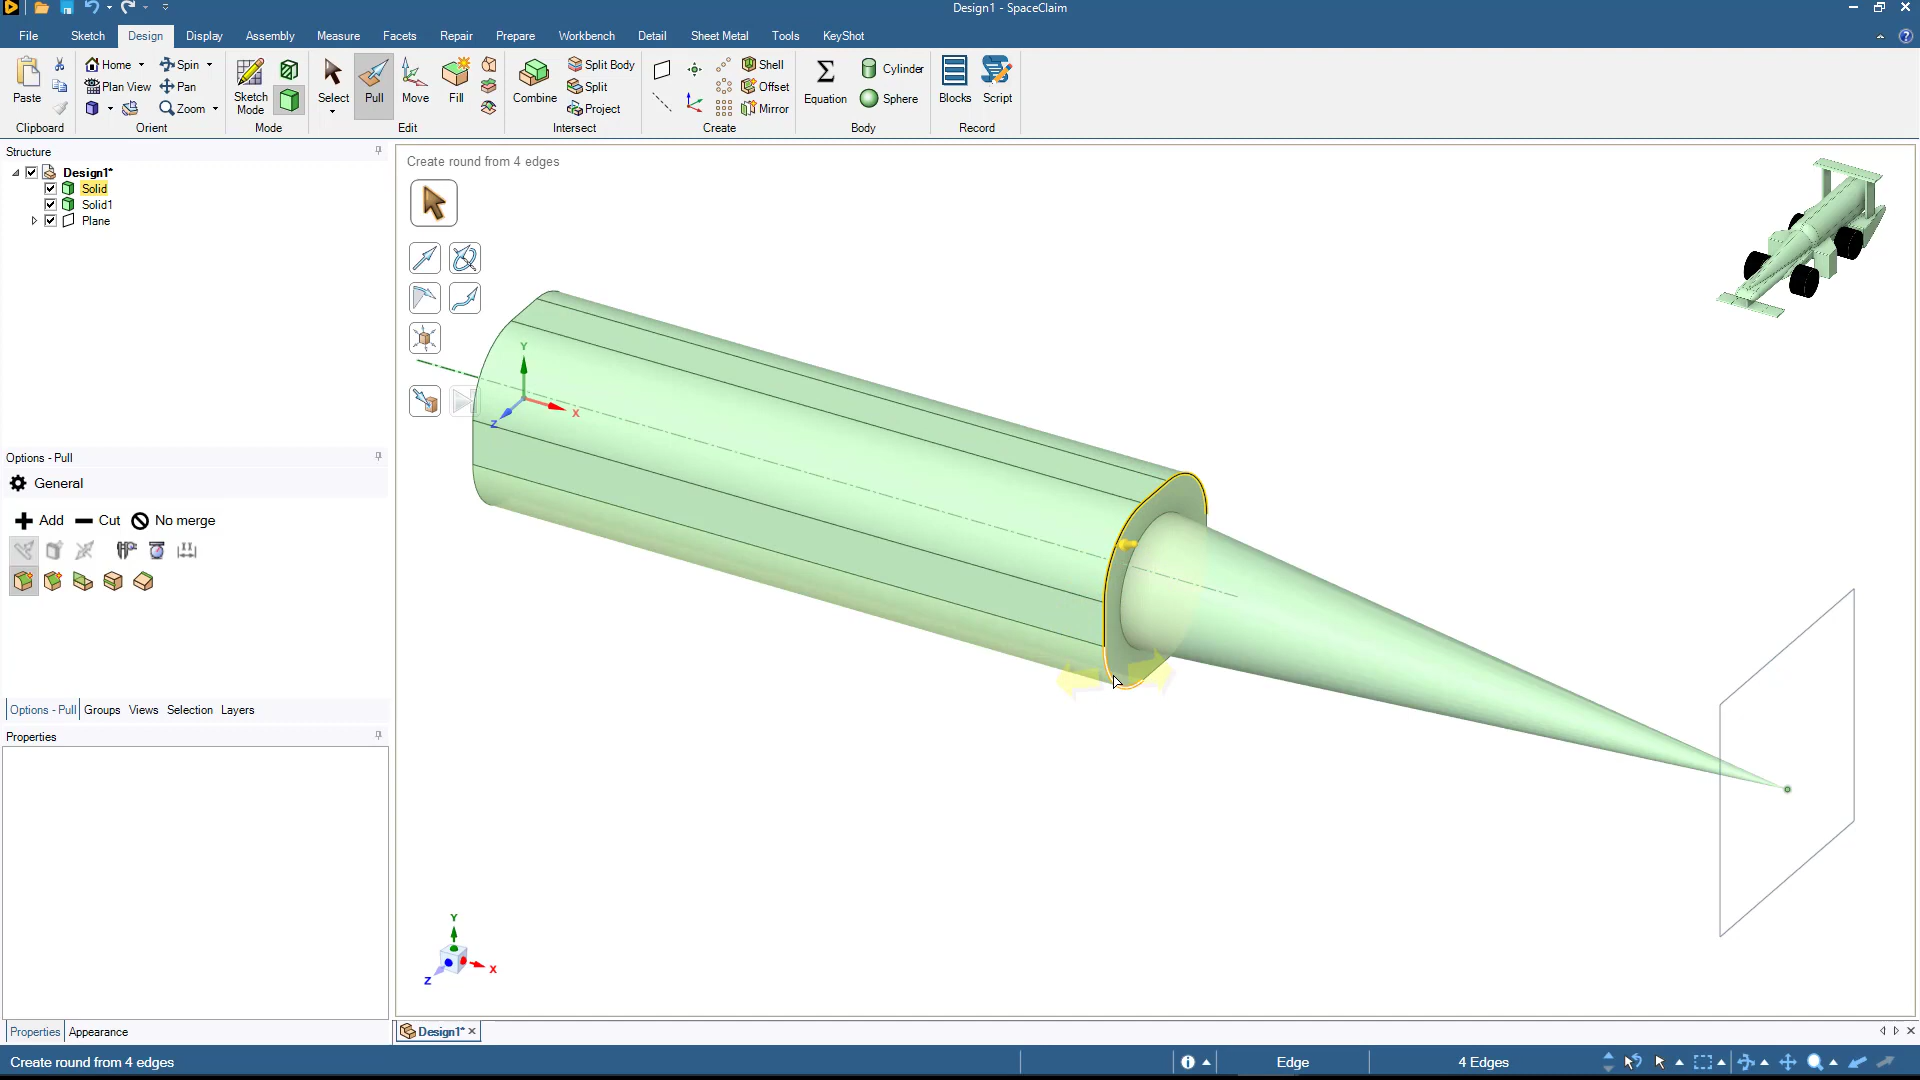 Design1 - SpaceClaim
File Sketch Design Display Assembly Measure Facets Repair Prepare Workbench Detail Sheet Metal Tools KeyShot
Paste
Clipboard
Home Spin
Plan View Pan
Zoom
Orient
Sketch Mode
Mode
Select Pull Move Fill
Edit
Combine
Split Body
Split
Project
Intersect
Shell
Offset
Mirror
Create
Equation
Cylinder
Sphere
Body
Blocks Script
Record
Structure
Design1*
Solid
Solid1
Plane
Create round from 4 edges
Y
X
Z
Options - Pull
General
Add Cut No merge
Options - Pull Groups Views Selection Layers
Properties
Y
X
Z
Properties Appearance
Design1*
Create round from 4 edges
Edge
4 Edges